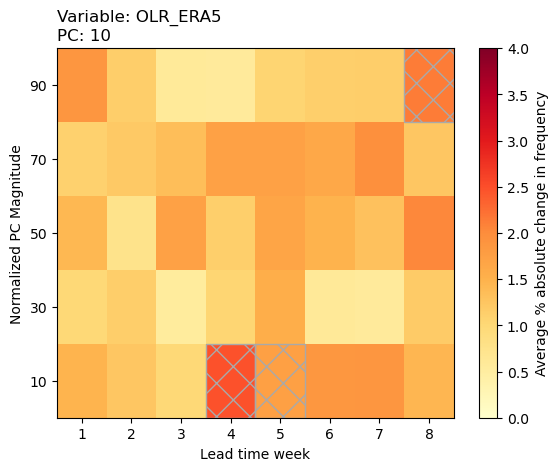 Variable: OLR_ERA5
PC: 10
Normalized PC Magnitude
90
70
50
30
10
1 2 3 4 5 6 7 8
Lead time week
4.0
3.5
3.0
2.5
2.0
1.5
1.0
0.5
0.0
Average % absolute change in frequency